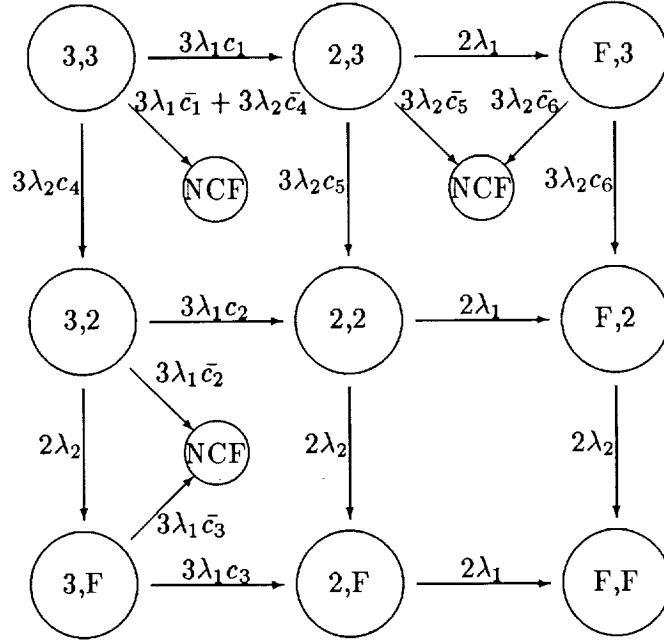 3,3 3λ₁c₁ 2,3 2λ₁ F,3
3λ₁c̄₁ + 3λ₂c̄₄ 3λ₂c̄₅ 3λ₂c̄₆
3λ₂c₄ NCF 3λ₂c₅ NCF 3λ₂c₆
3,2 3λ₁c₂ 2,2 2λ₁ F,2
3λ₁c̄₂
2λ₂ NCF 2λ₂ 2λ₂
3λ₁c̄₃
3,F 3λ₁c₃ 2,F 2λ₁ F,F